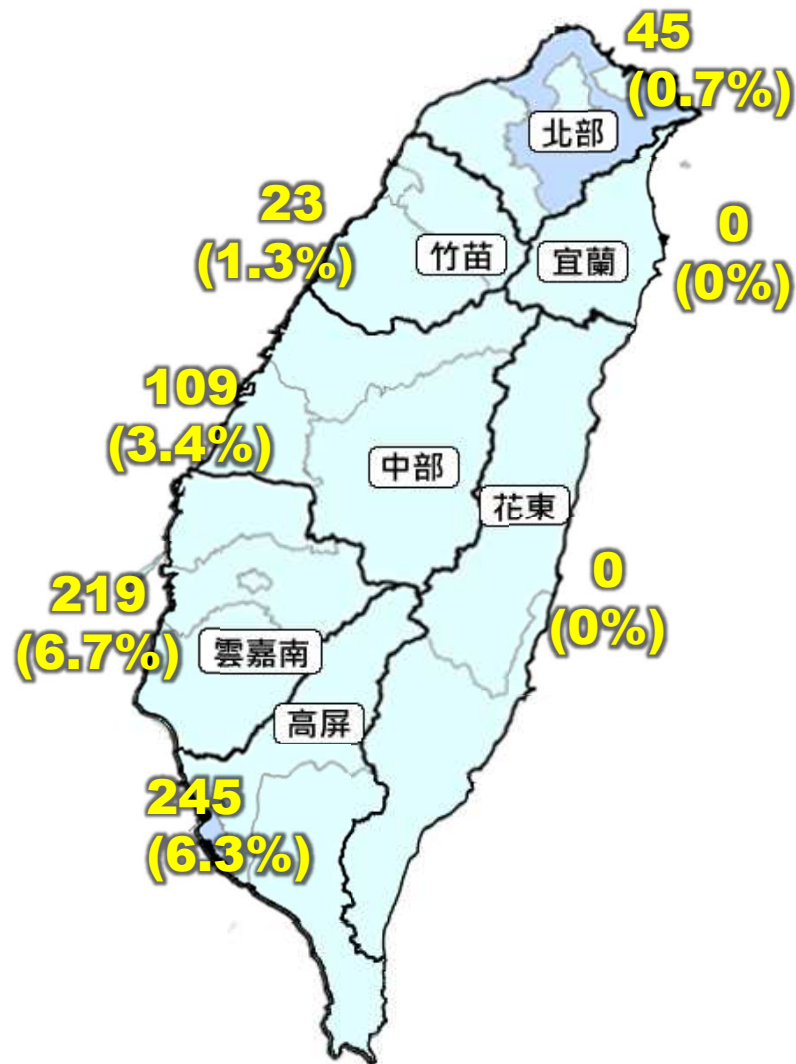 45
(0.7%)
北部
23
(1.3%)
竹苗
宜蘭
0
(0%)
109
(3.4%)
中部
花東
219
(6.7%)
雲嘉南
0
(0%)
高屏
245
(6.3%)